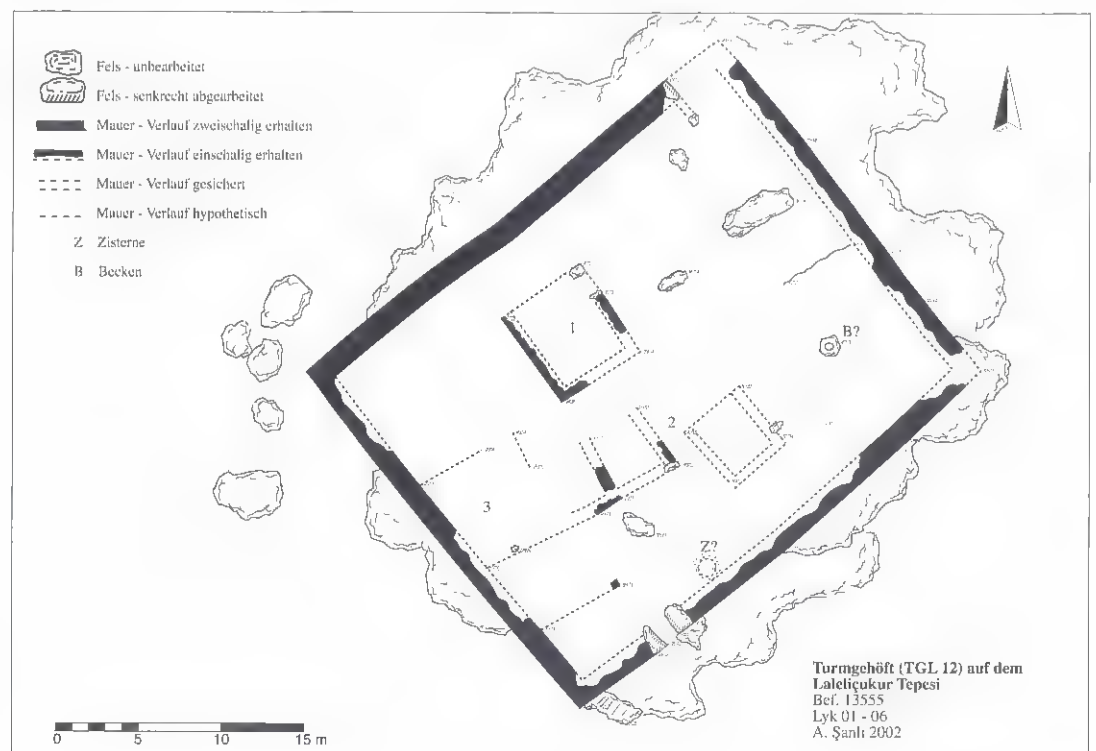 Fels - unbearbeitet
Fels - senkrecht abgearbeitet
Mauer - Verlauf zweischalig erhalten
Mauer - Verlauf einschalig erhalten
Mauer - Verlauf gesichert
Mauer - Verlauf hypothetisch
Z Zisterne
B Becken
1
B?
2
3
Z?
0 5 10 15 m
Turmgehöft (TGL 12) auf dem
Laleliçukur Tepesi
Bef. 13555
Lyk 01 - 06
A. Şanlı 2002